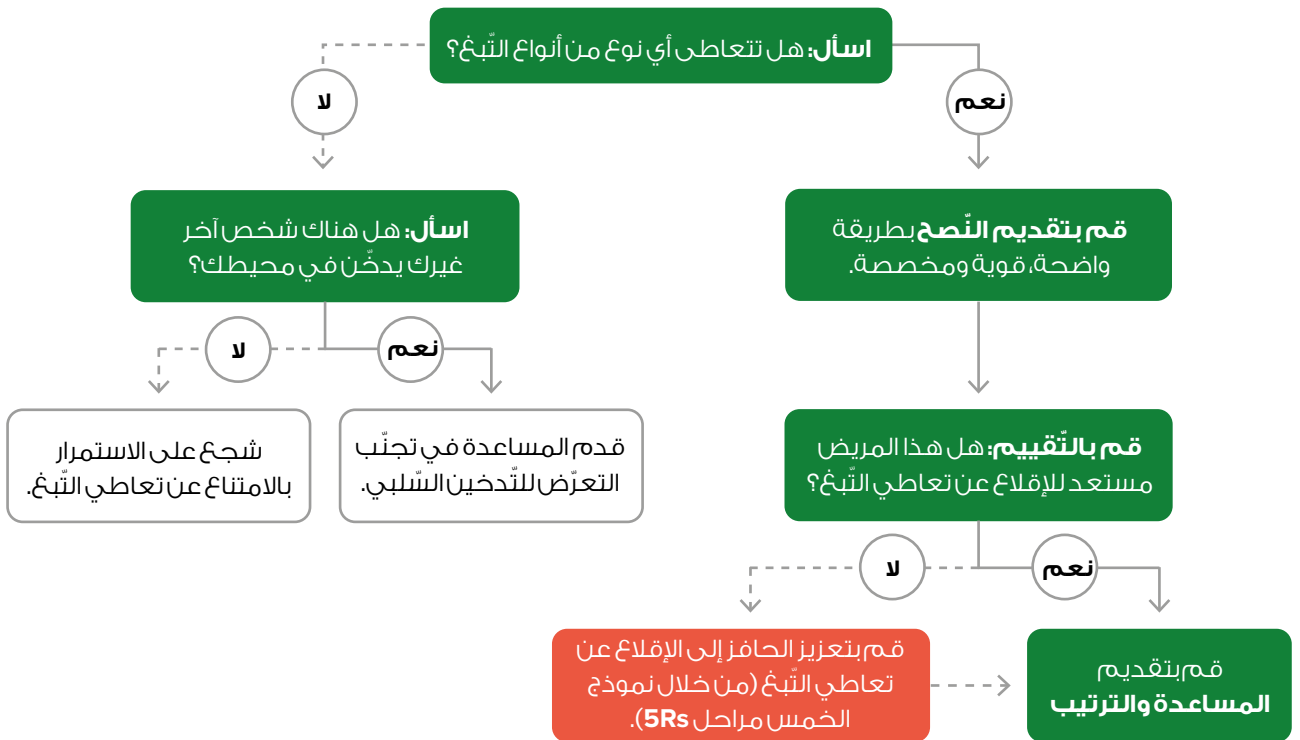 اسأل: هل تتعاطى أي نوع من أنواع التّبغ؟
نعم
لا
قم بتقديم النّصح بطريقة
واضحة، قوية ومخصصة.
اسأل: هل هناك شخص آخر
غيرك يدخّن في محيطك؟
نعم
لا
قدم المساعدة في تجنّب
التعرّض للتّدخين السّلبي.
شجع على الاستمرار
بالامتناع عن تعاطي التّبغ.
قم بالتّقييم: هل هذا المريض
مستعد للإقلاع عن تعاطي التّبغ؟
نعم
لا
قم بتقديم
المساعدة والترتيب
قم بتعزيز الحافز إلى الإقلاع عن
تعاطي التّبغ (من خلال نموذج
الخمس مراحل 5Rs).